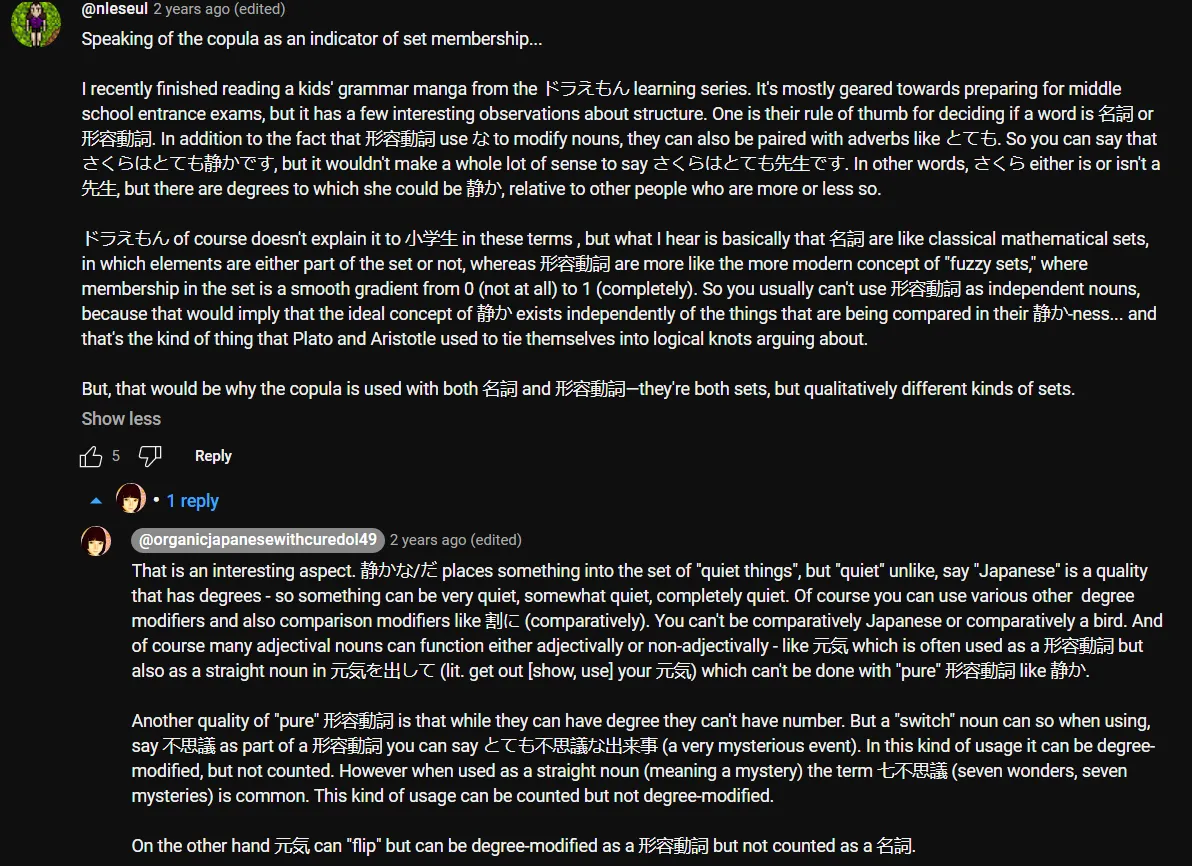 @nleseul 2 years ago (edited)
Speaking of the copula as an indicator of set membership...
I recently finished reading a kids' grammar manga from the ドラえもん learning series. It's mostly geared towards preparing for middle
school entrance exams, but it has a few interesting observations about structure. One is their rule of thumb for deciding if a word is 名詞 or
形容動詞. In addition to the fact that 形容動詞 use な to modify nouns, they can also be paired with adverbs like とても. So you can say that
さくらはとても静かです, but it wouldn't make a whole lot of sense to say さくらはとても先生です. In other words, さくら either is or isn't a
先生, but there are degrees to which she could be 静か, relative to other people who are more or less so.
ドラえもん of course doesn't explain it to 小学生 in these terms , but what I hear is basically that 名詞 are like classical mathematical sets,
in which elements are either part of the set or not, whereas 形容動詞 are more like the more modern concept of "fuzzy sets," where
membership in the set is a smooth gradient from 0 (not at all) to 1 (completely). So you usually can't use 形容動詞 as independent nouns,
because that would imply that the ideal concept of 静か exists independently of the things that are being compared in their 静か-ness... and
that's the kind of thing that Plato and Aristotle used to tie themselves into logical knots arguing about.
But, that would be why the copula is used with both 名詞 and 形容動詞—they're both sets, but qualitatively different kinds of sets.
Show less
5 Reply
• 1 reply
@organicjapanesewithcuredol49 2 years ago (edited)
That is an interesting aspect. 静かな/だ places something into the set of "quiet things", but "quiet" unlike, say "Japanese" is a quality
that has degrees - so something can be very quiet, somewhat quiet, completely quiet. Of course you can use various other degree
modifiers and also comparison modifiers like 割に (comparatively). You can't be comparatively Japanese or comparatively a bird. And
of course many adjectival nouns can function either adjectivally or non-adjectivally - like 元気 which is often used as a 形容動詞 but
also as a straight noun in 元気を出して (lit. get out [show, use] your 元気) which can't be done with "pure" 形容動詞 like 静か.
Another quality of "pure" 形容動詞 is that while they can have degree they can't have number. But a "switch" noun can so when using,
say 不思議 as part of a 形容動詞 you can say とても不思議な出来事 (a very mysterious event). In this kind of usage it can be degree-
modified, but not counted. However when used as a straight noun (meaning a mystery) the term 七不思議 (seven wonders, seven
mysteries) is common. This kind of usage can be counted but not degree-modified.
On the other hand 元気 can "flip" but can be degree-modified as a 形容動詞 but not counted as a 名詞.